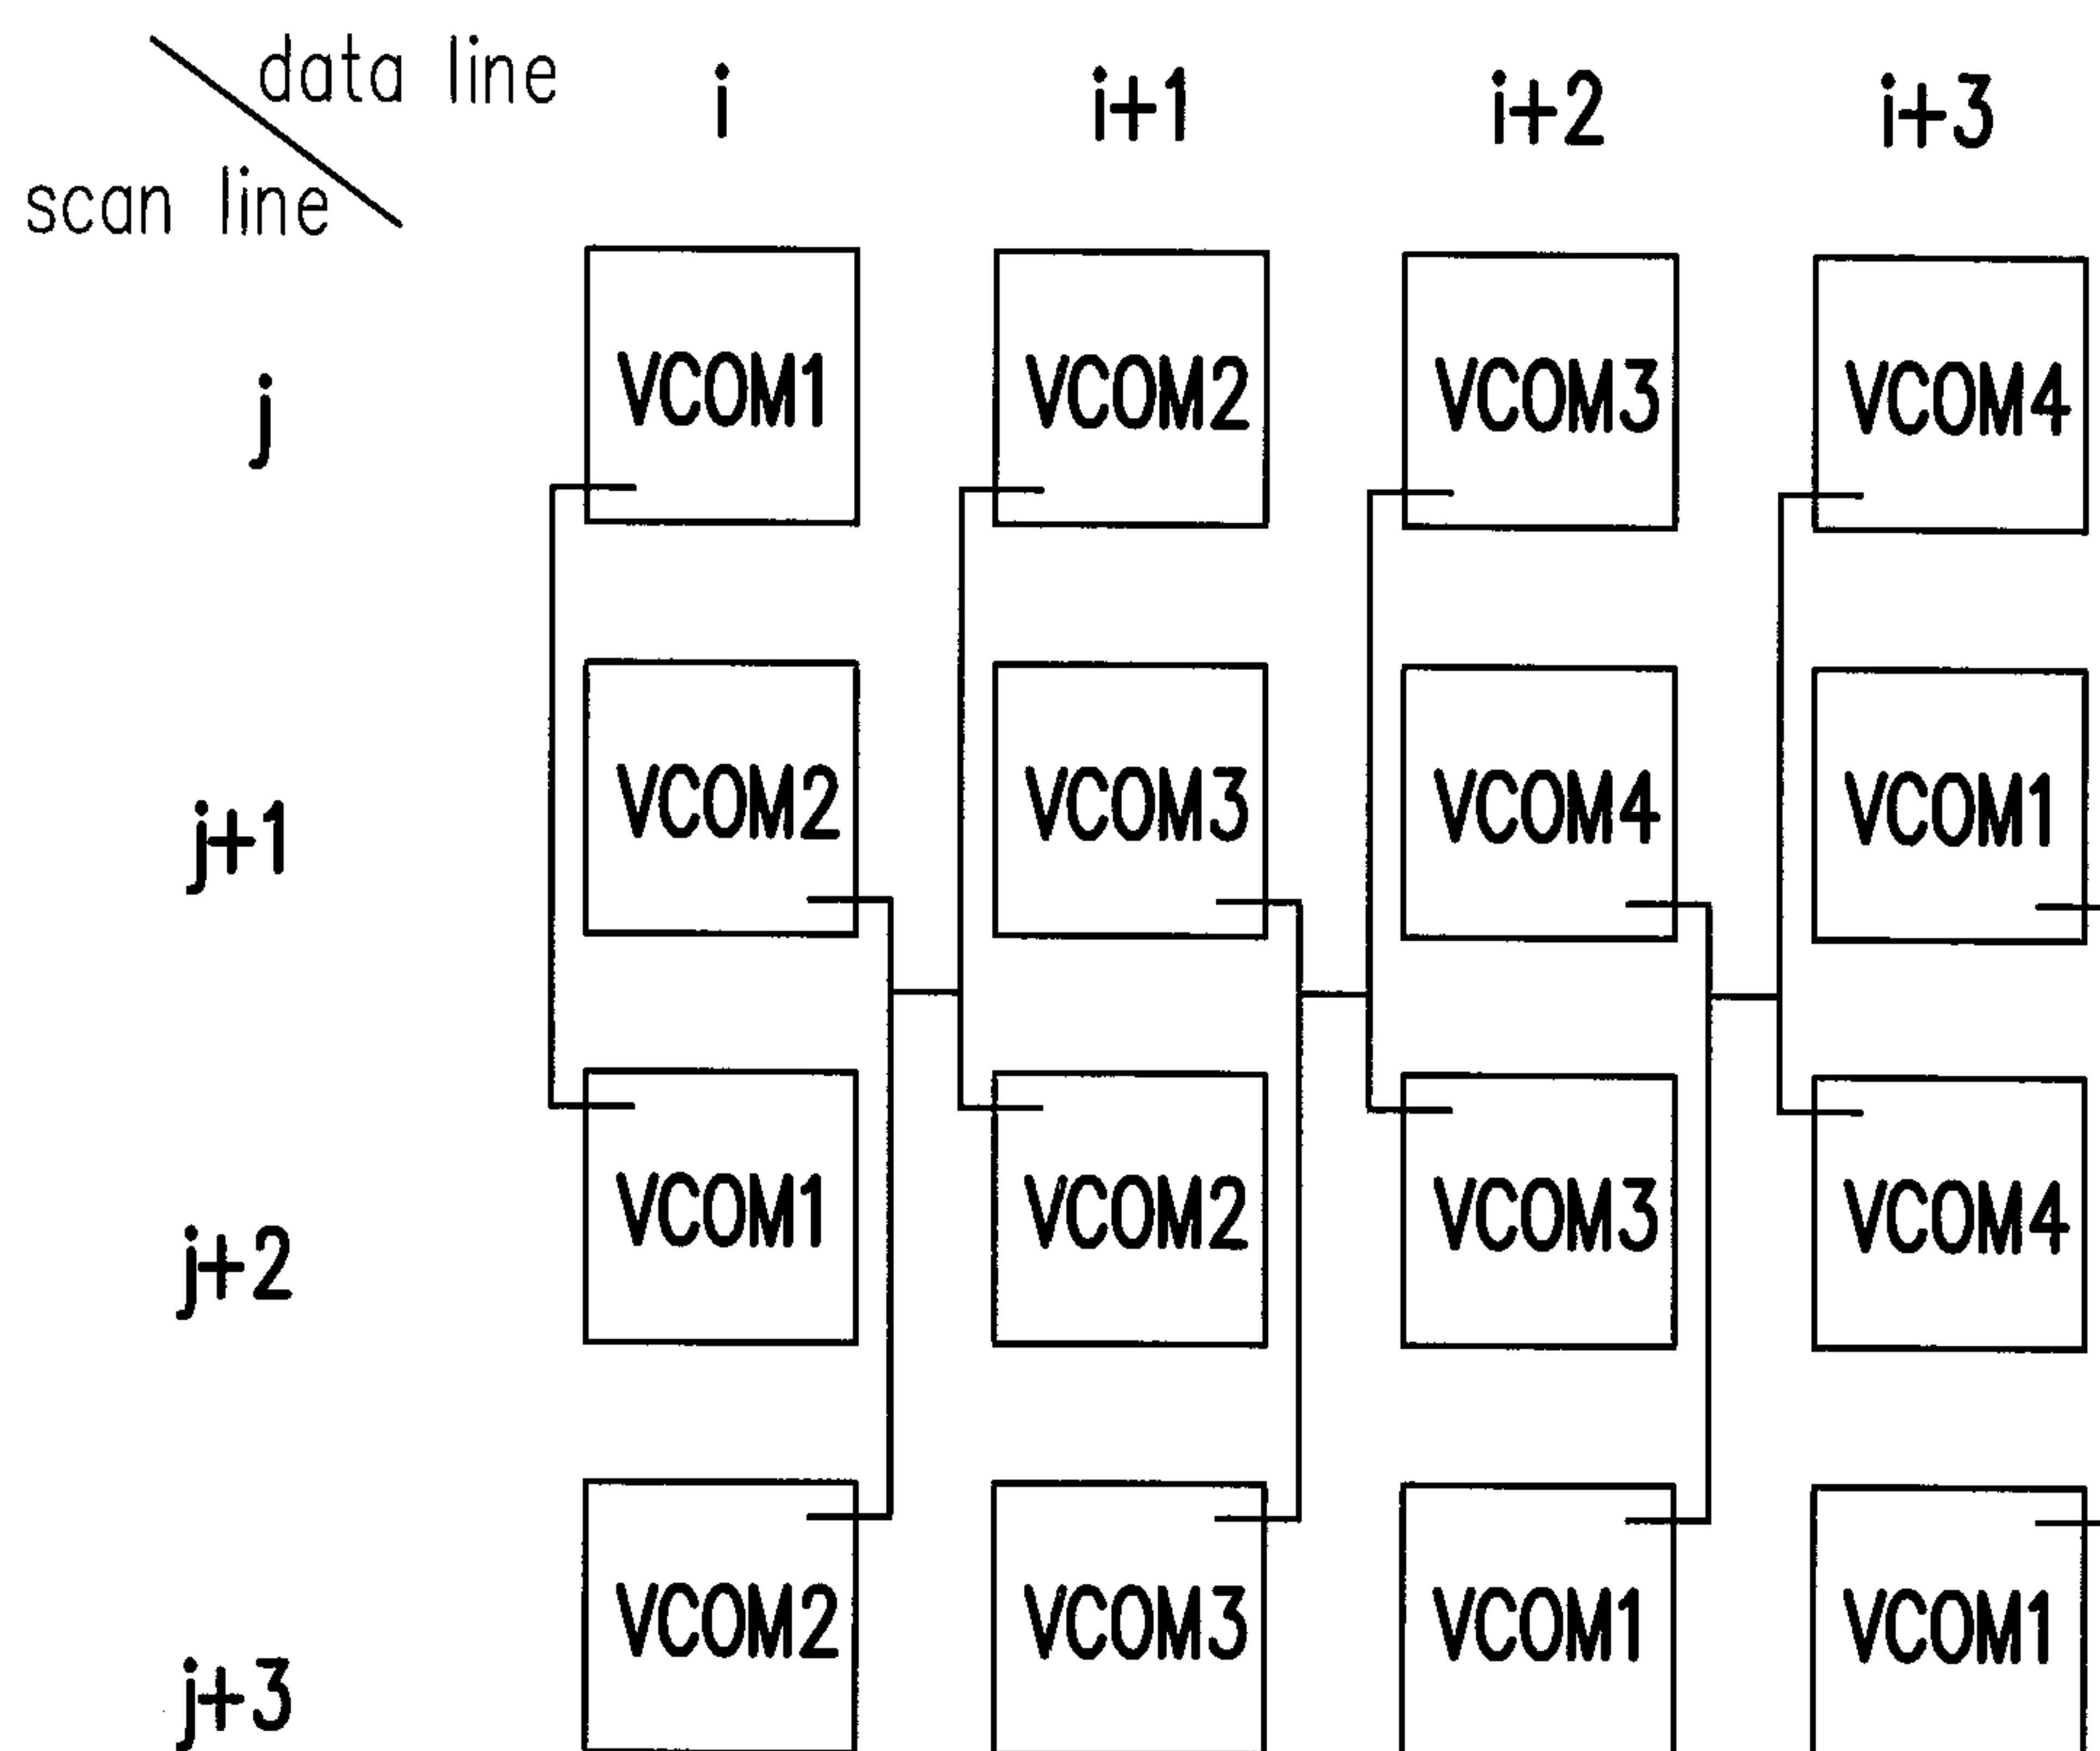 data line
scan line
i i+1 i+2 i+3
j VCOM1 VCOM2 VCOM3 VCOM4
j+1 VCOM2 VCOM3 VCOM4 VCOM1
j+2 VCOM1 VCOM2 VCOM3 VCOM4
j+3 VCOM2 VCOM3 VCOM1 VCOM1